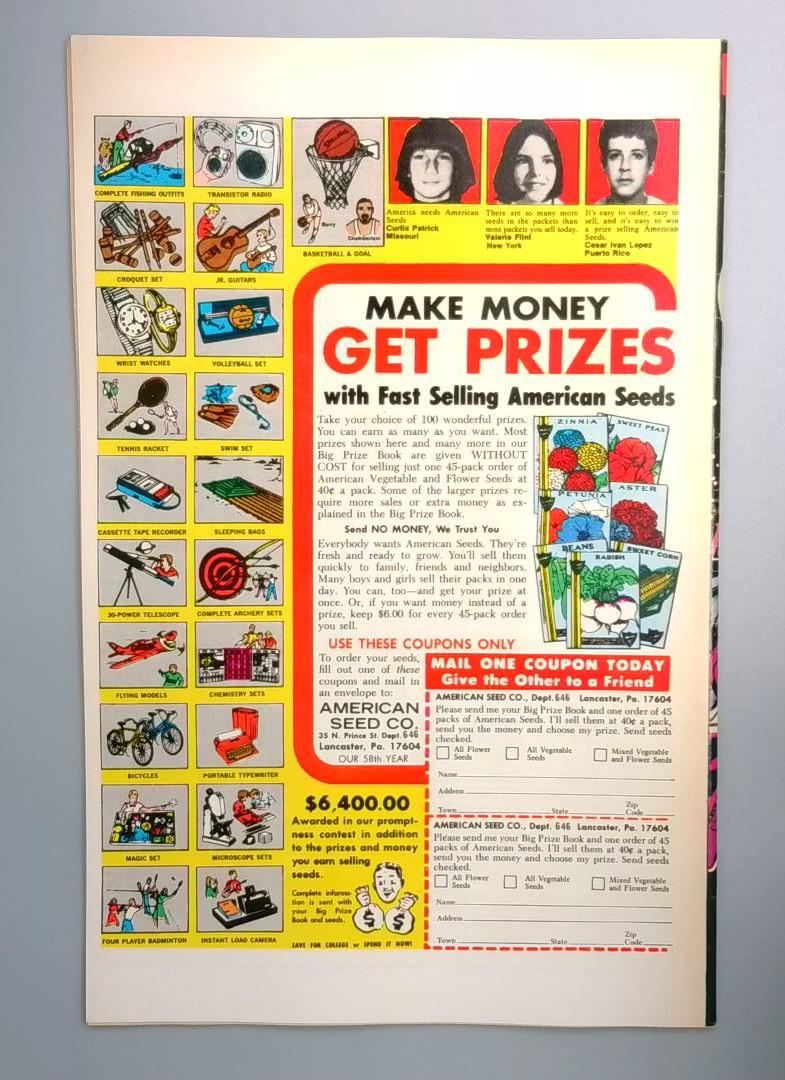 COMPLETE FISHING OUTFITS
TRANSISTOR RADIO
SPALDING
Barry
Chamberlain
BASKETBALL & GOAL
CROQUET SET
JR. GUITARS
WRIST WATCHES
VOLLEYBALL SET
TENNIS RACKET
SWIM SET
CASSETTE TAPE RECORDER
SLEEPING BAGS
30-POWER TELESCOPE
COMPLETE ARCHERY SETS
FLYING MODELS
CHEMISTRY SETS
BICYCLES
PORTABLE TYPEWRITER
MAGIC SET
MICROSCOPE SETS
FOUR PLAYER BADMINTON
INSTANT LOAD CAMERA
America needs American
Seeds
Curtis Patrick
Missouri
There are so many more
seeds in the packets than
most packets you sell today.
Valerie Flint
New York
It's easy to order, easy to
sell, and it's easy to win
a prize selling American
Seeds.
Cesar Ivan Lopez
Puerto Rico
MAKE MONEY
GET PRIZES
with Fast Selling American Seeds
Take your choice of 100 wonderful prizes.
You can earn as many as you want. Most
prizes shown here and many more in our
Big Prize Book are given WITHOUT
COST for selling just one 45-pack order of
American Vegetable and Flower Seeds at
40¢ a pack. Some of the larger prizes re-
quire more sales or extra money as ex-
plained in the Big Prize Book.
Send NO MONEY, We Trust You
Everybody wants American Seeds. They're
fresh and ready to grow. You'll sell them
quickly to family, friends and neighbors.
Many boys and girls sell their packs in one
day. You can, too—and get your prize at
once. Or, if you want money instead of a
prize, keep $6.00 for every 45-pack order
you sell.
ZINNIA
SWEET PEAS
PETUNIA
ASTER
BEANS
RADISH
SWEET CORN
USE THESE COUPONS ONLY
To order your seeds,
fill out one of these
coupons and mail in
an envelope to:
AMERICAN
SEED CO.
35 N. Prince St. Dept. 646
Lancaster, Pa. 17604
OUR 58th YEAR
MAIL ONE COUPON TODAY
Give the Other to a Friend
AMERICAN SEED CO., Dept. 646 Lancaster, Pa. 17604
Please send me your Big Prize Book and one order of 45
packs of American Seeds. I'll sell them at 40¢ a pack,
send you the money and choose my prize. Send seeds
checked.
All Flower Seeds
All Vegetable Seeds
Mixed Vegetable and Flower Seeds
Name
Address
Town State Zip Code
AMERICAN SEED CO., Dept. 646 Lancaster, Pa. 17604
Please send me your Big Prize Book and one order of 45
packs of American Seeds. I'll sell them at 40¢ a pack,
send you the money and choose my prize. Send seeds
checked.
All Flower Seeds
All Vegetable Seeds
Mixed Vegetable and Flower Seeds
Name
Address
Town State Zip Code
$6,400.00
Awarded in our prompt-
ness contest in addition
to the prizes and money
you earn selling
seeds.
Complete informa-
tion is sent with
your Big Prize
Book and seeds.
$ $
SAVE FOR COLLEGE or SPEND IT NOW!